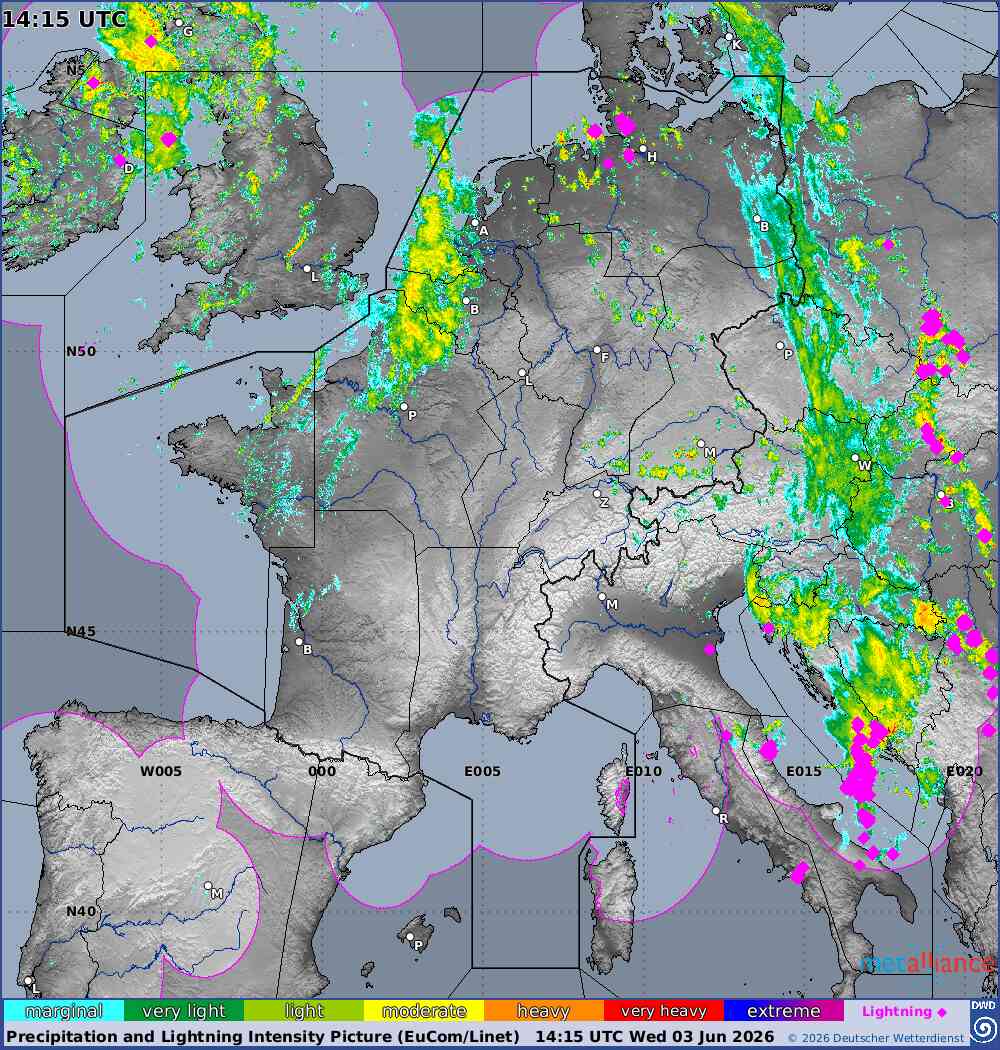 14:15 UTC
G
K
N5
D
H
A
B
L
B
N50
P
F
L
P
M
W
Z
B
M
N45
B
W005
000
E005
E010
E015
E020
R
M
N40
P
L
metalliance
marginal very light light moderate heavy very heavy extreme Lightning
DWD
Precipitation and Lightning Intensity Picture (EuCom/Linet) 14:15 UTC Wed 03 Jun 2026 © 2026 Deutscher Wetterdienst